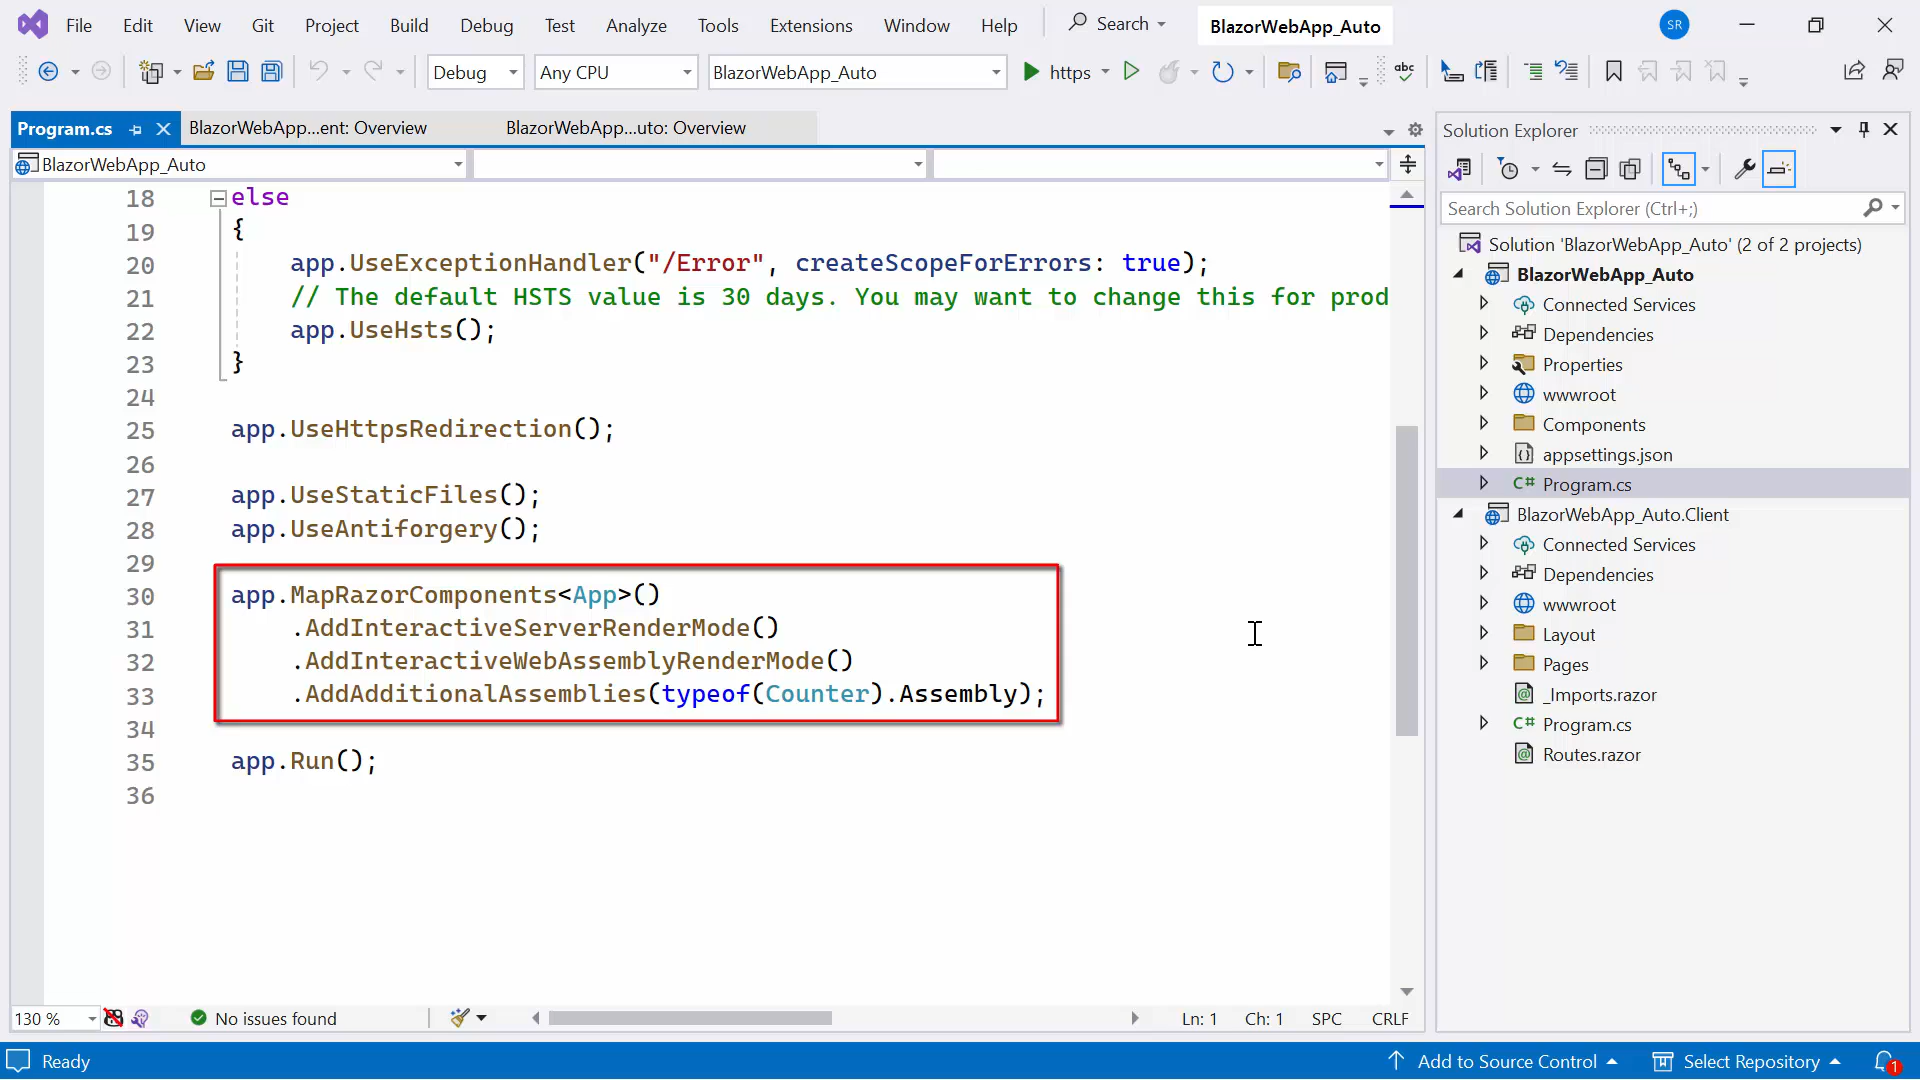 File Edit View Git Project Build Debug Test Analyze Tools Extensions Window Help Search BlazorWebApp_Auto SR
Debug Any CPU BlazorWebApp_Auto https abc
Program.cs BlazorWebApp...ent: Overview BlazorWebApp...uto: Overview
BlazorWebApp_Auto
18 else
19 {
20 app.UseExceptionHandler("/Error", createScopeForErrors: true);
21 // The default HSTS value is 30 days. You may want to change this for prod
22 app.UseHsts();
23 }
24
25 app.UseHttpsRedirection();
26
27 app.UseStaticFiles();
28 app.UseAntiforgery();
29
30 app.MapRazorComponents<App>()
31 .AddInteractiveServerRenderMode()
32 .AddInteractiveWebAssemblyRenderMode()
33 .AddAdditionalAssemblies(typeof(Counter).Assembly);
34
35 app.Run();
36
130 % No issues found Ln: 1 Ch: 1 SPC CRLF
Solution Explorer
Search Solution Explorer (Ctrl+;)
Solution 'BlazorWebApp_Auto' (2 of 2 projects)
BlazorWebApp_Auto
Connected Services
Dependencies
Properties
wwwroot
Components
appsettings.json
C# Program.cs
BlazorWebApp_Auto.Client
Connected Services
Dependencies
wwwroot
Layout
Pages
_Imports.razor
C# Program.cs
Routes.razor
Ready Add to Source Control Select Repository 1